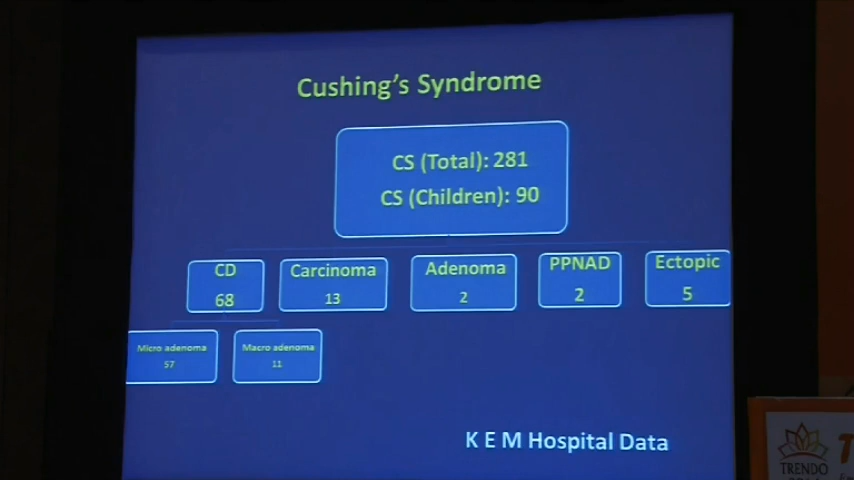 Cushing's Syndrome
CS (Total): 281
CS (Children): 90
CD
68
Carcinoma
13
Adenoma
2
PPNAD
2
Ectopic
5
Micro adenoma
57
Macro adenoma
11
K E M Hospital Data
TRENDO